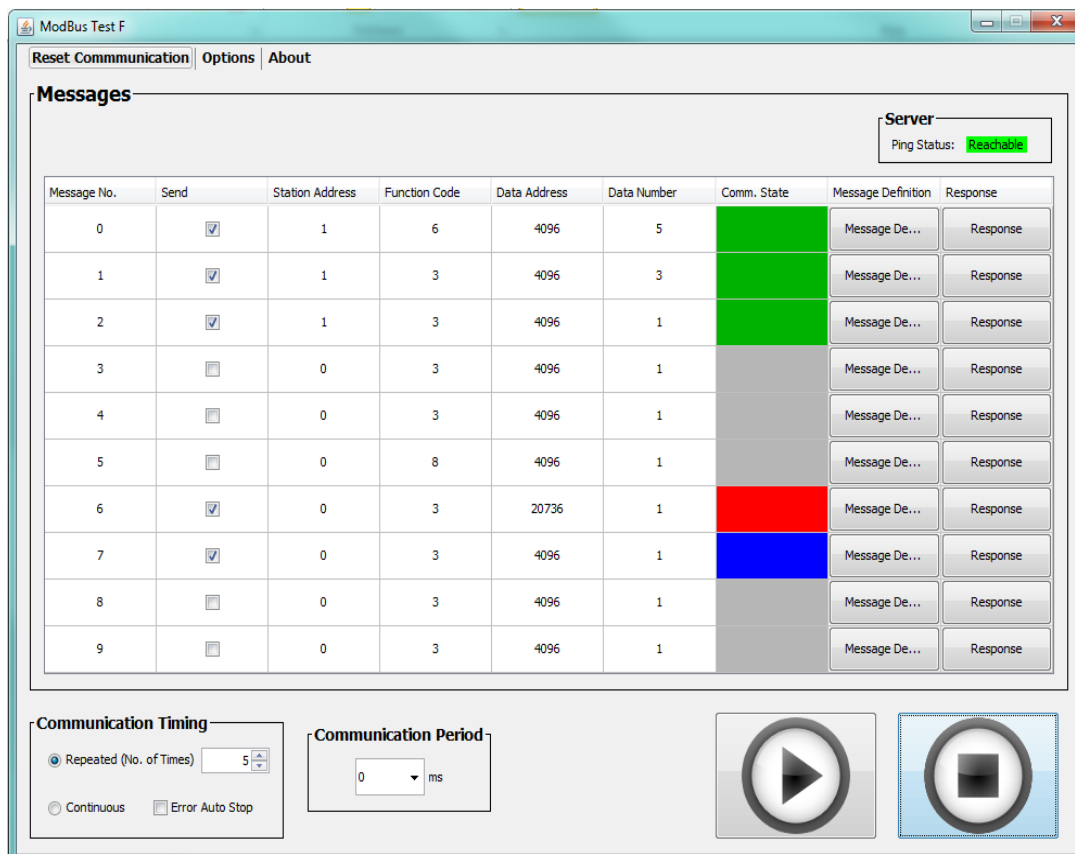 ModBus Test F
Reset Commmunication Options About
Messages
Server
Ping Status: Reachable
Message No. Send Station Address Function Code Data Address Data Number Comm. State Message Definition Response
0 1 6 4096 5 Message De... Response
1 1 3 4096 3 Message De... Response
2 1 3 4096 1 Message De... Response
3 0 3 4096 1 Message De... Response
4 0 3 4096 1 Message De... Response
5 0 8 4096 1 Message De... Response
6 0 3 20736 1 Message De... Response
7 0 3 4096 1 Message De... Response
8 0 3 4096 1 Message De... Response
9 0 3 4096 1 Message De... Response
Communication Timing
Repeated (No. of Times) 5
Continuous Error Auto Stop
Communication Period
0 ms